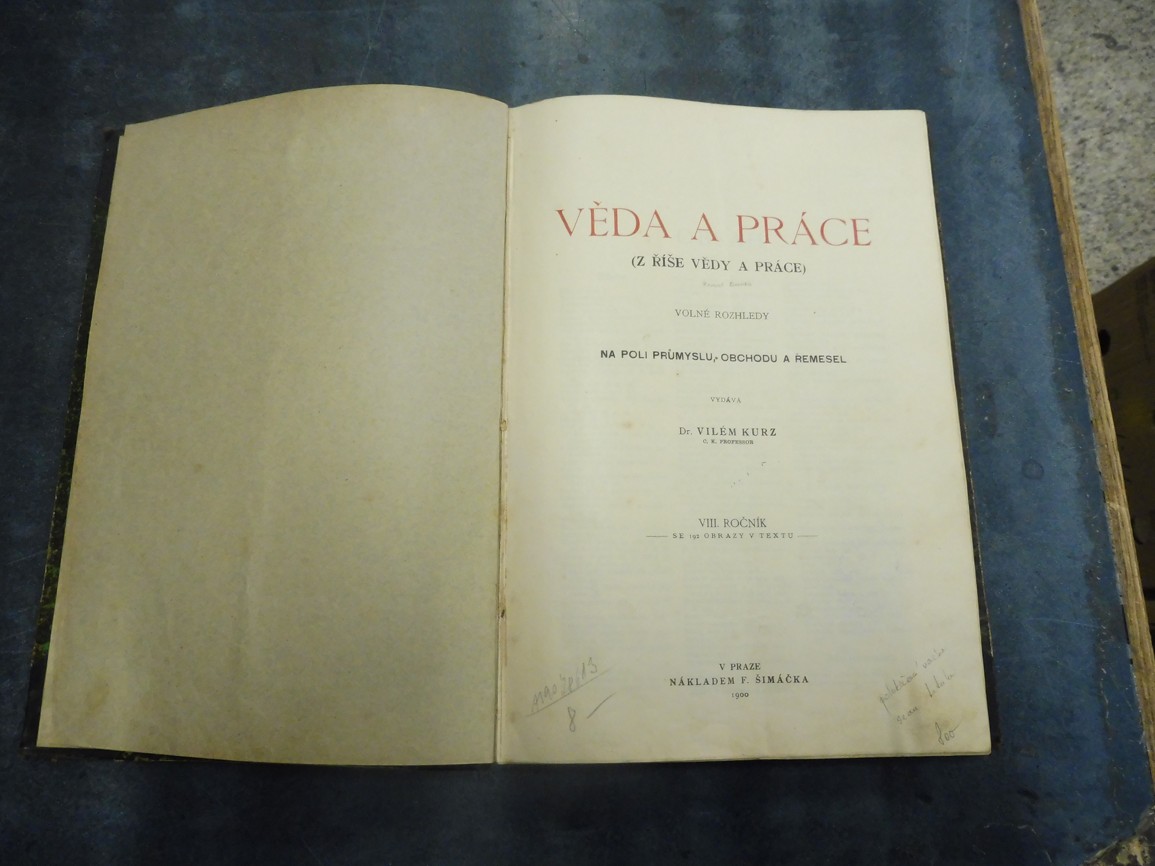 VĚDA A PRÁCE
(Z ŘÍŠE VĚDY A PRÁCE)
VOLNÉ ROZHLEDY
NA POLI PRŮMYSLU, OBCHODU A ŘEMESEL
VYDÁVÁ
Dr. VILÉM KURZ
C. K. PROFESSOR
VIII. ROČNÍK
SE 192 OBRAZY V TEXTU
V PRAZE
NÁKLADEM F. ŠIMÁČKA
1900
8 –